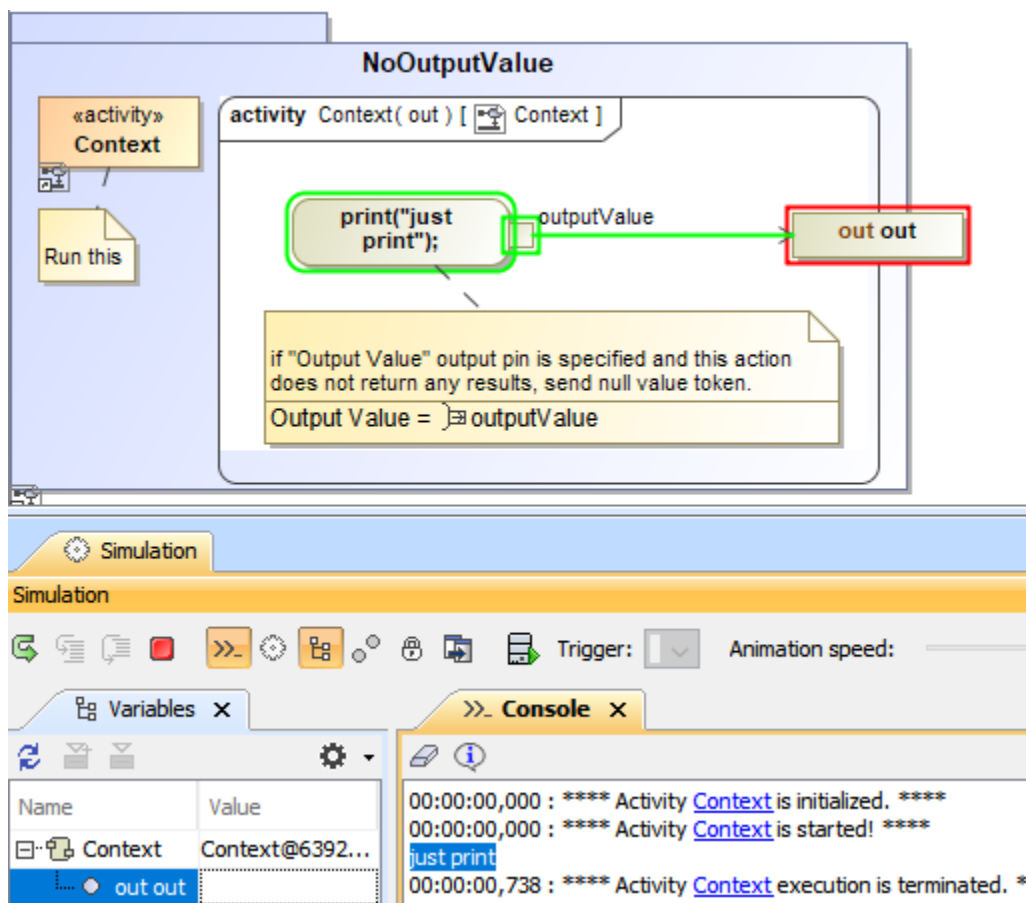 NoOutputValue
«activity»
Context
Run this
activity Context( out ) [ Context ]
print("just
print");
outputValue
out out
if "Output Value" output pin is specified and this action
does not return any results, send null value token.
Output Value = outputValue
Simulation
Simulation
Trigger:
Animation speed:
Variables
Console
Name Value
Context Context@6392...
out out
00:00:00,000 : **** Activity Context is initialized. ****
00:00:00,000 : **** Activity Context is started! ****
just print
00:00:00,738 : **** Activity Context execution is terminated. *